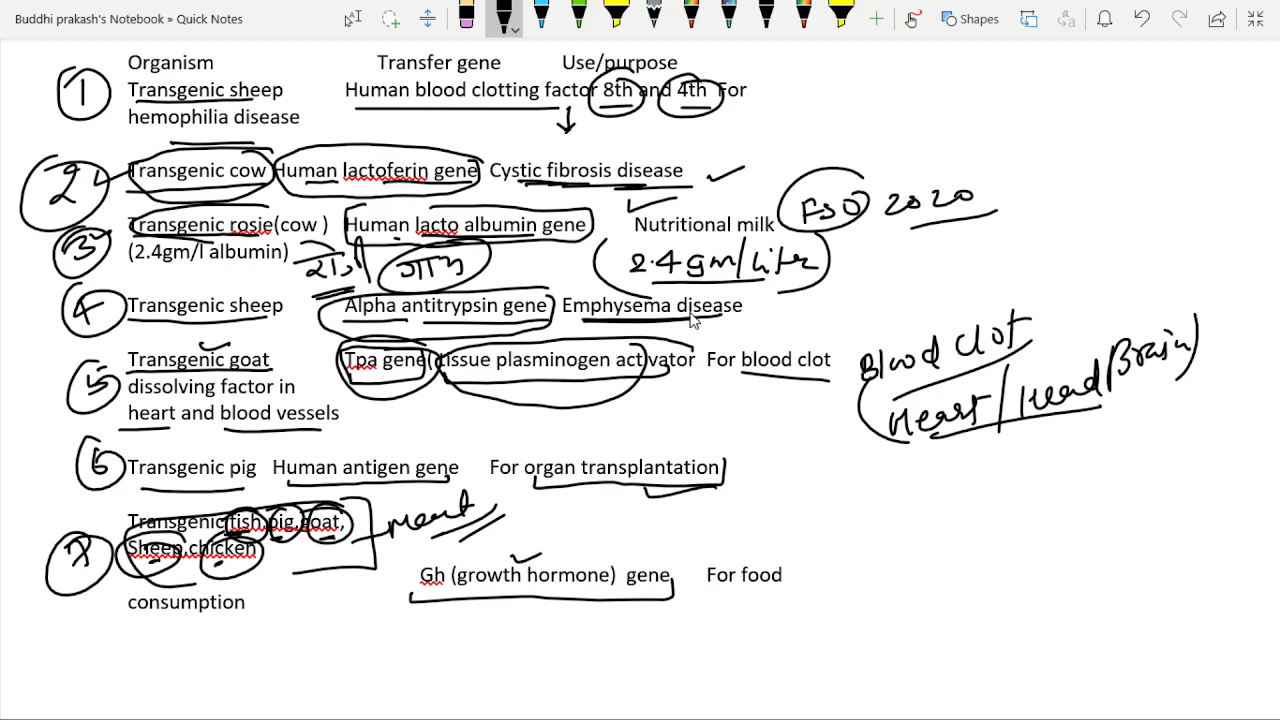 Buddhi prakash's Notebook » Quick Notes
Shapes
Organism Transfer gene Use/purpose
1 Transgenic sheep Human blood clotting factor 8th and 4th For
hemophilia disease
2 Transgenic cow Human lactoferin gene Cystic fibrosis disease
FSO 2020
3 Transgenic rosie(cow ) Human lacto albumin gene Nutritional milk
(2.4gm/l albumin) 2.4 gm/Liter
4 Transgenic sheep Alpha antitrypsin gene Emphysema disease
5 Transgenic goat Tpa gene( tissue plasminogen activator For blood clot
Blood clot
dissolving factor in
Heart/Head (Brain)
heart and blood vessels
6 Transgenic pig Human antigen gene For organ transplantation
Transgenic fish,pig,goat,
7 Sheep,chicken
Gh (growth hormone) gene For food
consumption